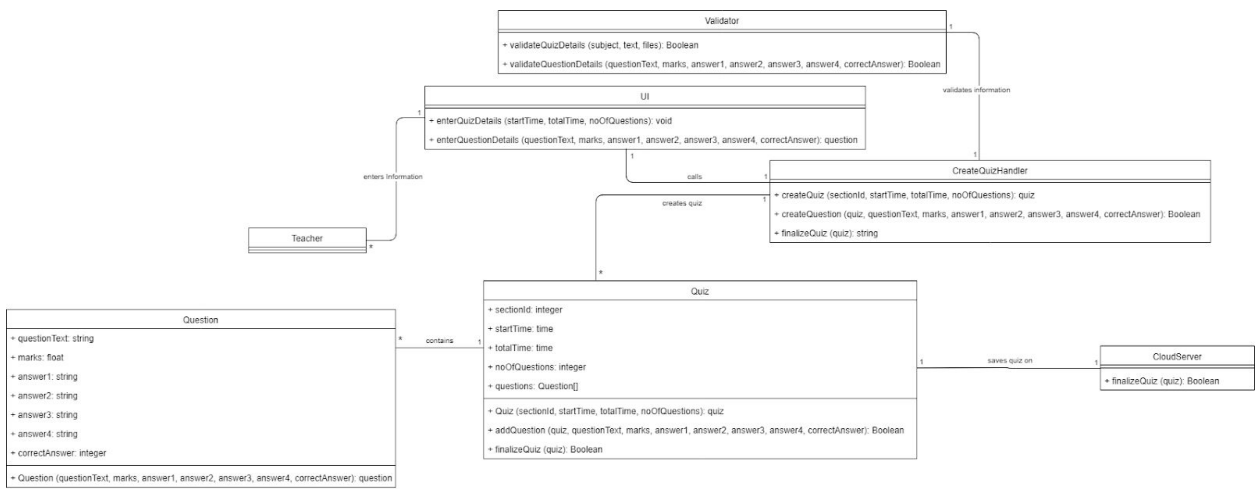 Validator
+ validateQuizDetails (subject, text, files): Boolean
+ validateQuestionDetails (questionText, marks, answer1, answer2, answer3, answer4, correctAnswer): Boolean
1
validates information
1
UI
+ enterQuizDetails (startTime, totalTime, noOfQuestions): void
+ enterQuestionDetails (questionText, marks, answer1, answer2, answer3, answer4, correctAnswer): question
1
enters Information
*
1
calls
1
Teacher
CreateQuizHandler
+ createQuiz (sectionId, startTime, totalTime, noOfQuestions): quiz
+ createQuestion (quiz, questionText, marks, answer1, answer2, answer3, answer4, correctAnswer): Boolean
+ finalizeQuiz (quiz): string
1
creates quiz
*
Quiz
+ sectionId: integer
+ startTime: time
+ totalTime: time
+ noOfQuestions: integer
+ questions: Question[]
+ Quiz (sectionId, startTime, totalTime, noOfQuestions): quiz
+ addQuestion (quiz, questionText, marks, answer1, answer2, answer3, answer4, correctAnswer): Boolean
+ finalizeQuiz (quiz): Boolean
Question
+ questionText: string
+ marks: float
+ answer1: string
+ answer2: string
+ answer3: string
+ answer4: string
+ correctAnswer: integer
+ Question (questionText, marks, answer1, answer2, answer3, answer4, correctAnswer): question
* contains 1
1 saves quiz on 1
CloudServer
+ finalizeQuiz (quiz): Boolean